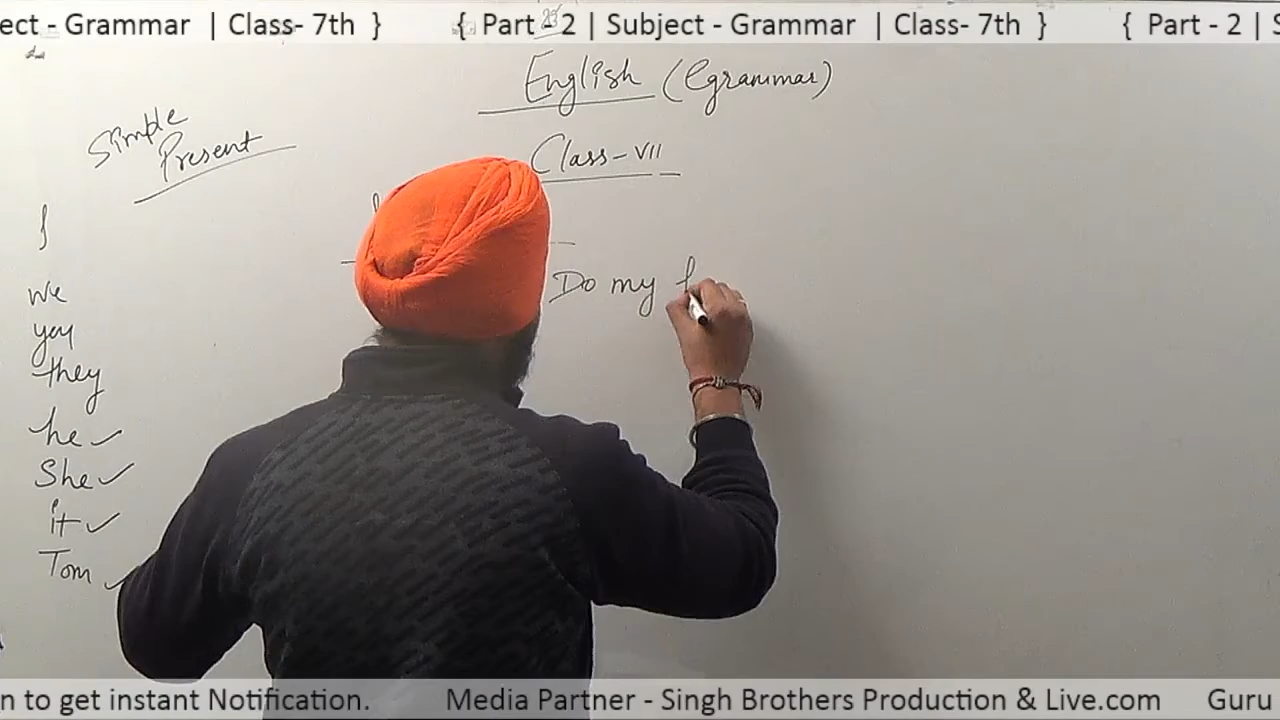 ect - Grammar | Class- 7th } { Part - 2 | Subject - Grammar | Class- 7th } { Part - 2 | S
English (Grammar)
Simple
Present
Class - VII
I
we
you
they
he ✓
She ✓
it ✓
Tom ✓
Do my f
n to get instant Notification. Media Partner - Singh Brothers Production & Live.com Guru